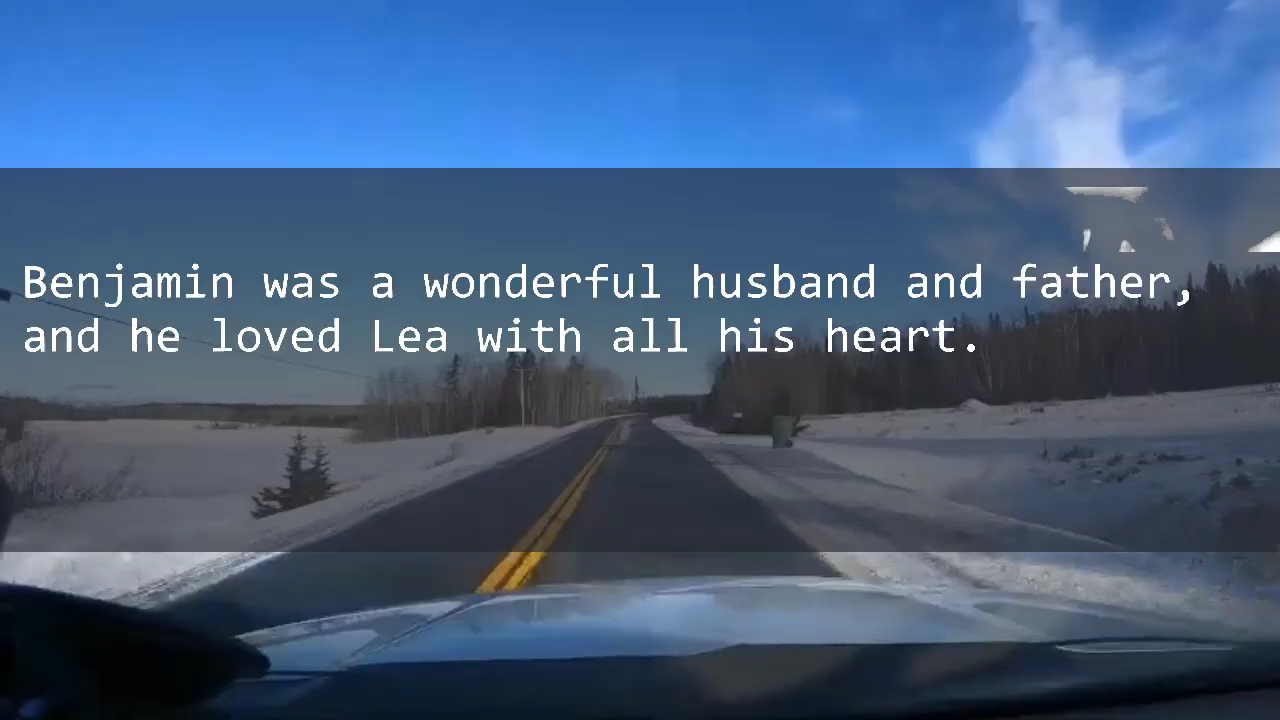 Benjamin was a wonderful husband and father,
and he loved Lea with all his heart.